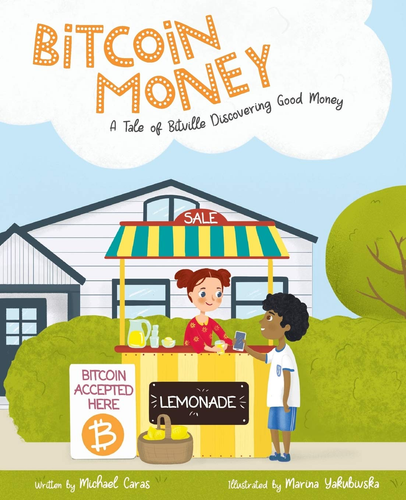 BiTCOiN
MONEY
A Tale of Bitville Discovering Good Money
SALE
BITCOIN
ACCEPTED
HERE
LEMONADE
Written by Michael Caras
Illustrated by Marina Yakubivska